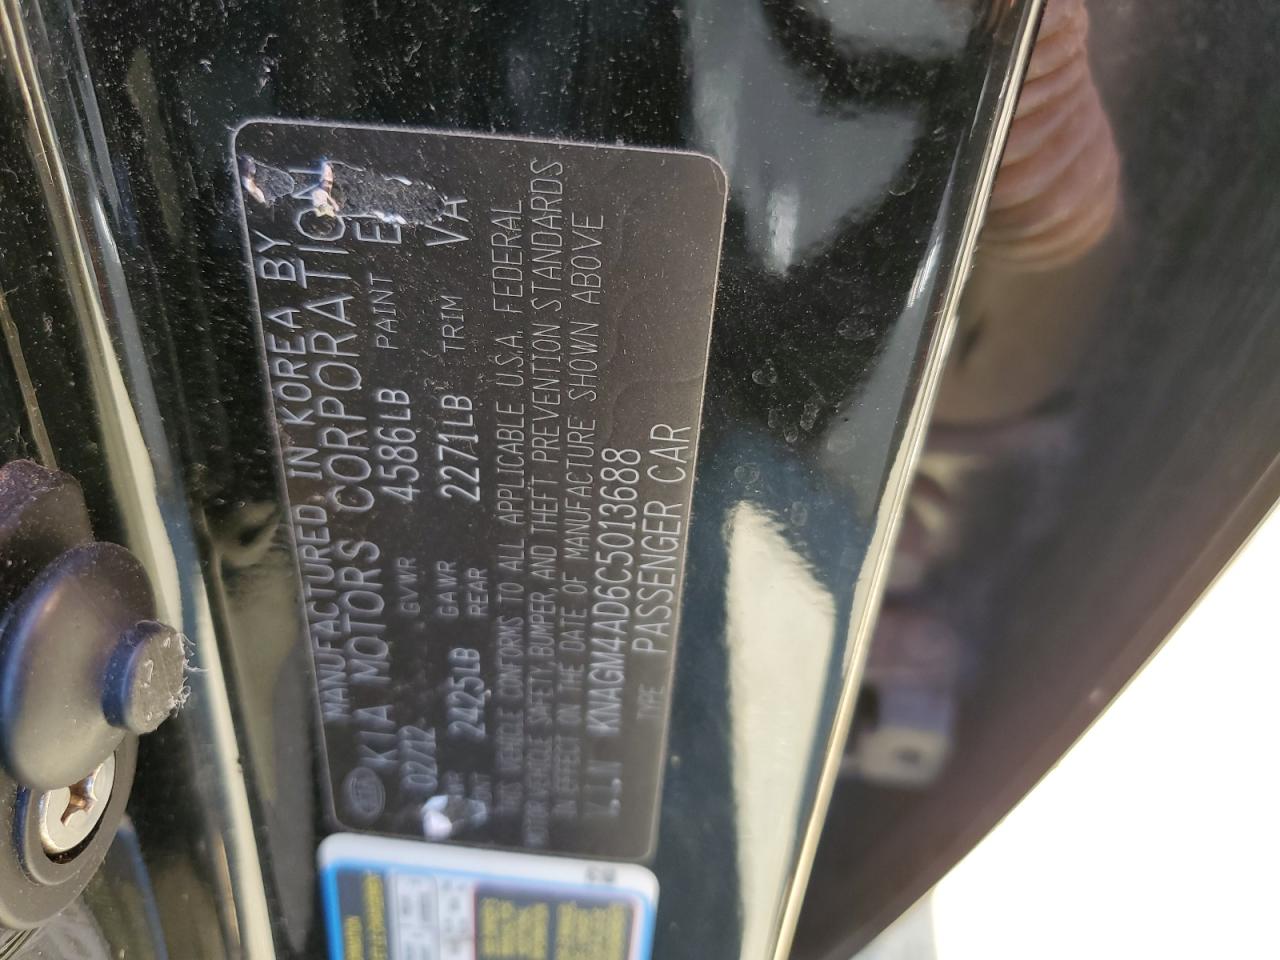 MANUFACTURED IN KOREA BY
KIA MOTORS CORPORATION
02/12 GVWR 4586LB PAINT
2425LB GAWR REAR 2271LB TRIM VA
VEHICLE CONFORMS TO ALL APPLICABLE U.S.A. FEDERAL
MOTOR VEHICLE SAFETY, BUMPER, AND THEFT PREVENTION STANDARDS
IN EFFECT ON THE DATE OF MANUFACTURE SHOWN ABOVE
V.I.N KNAGM4AD6C5013688
TYPE PASSENGER CAR